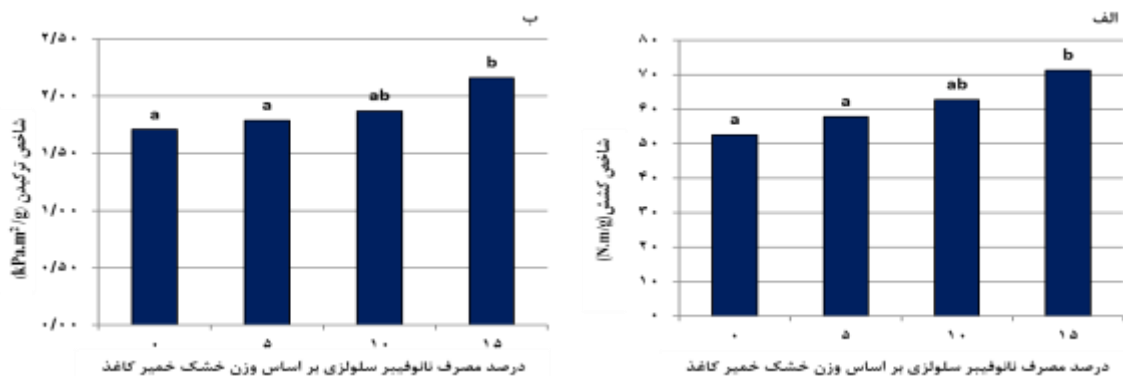 الف
شاخص کشش (N.m/g)
۸۰
۷۰
۶۰
۵۰
۴۰
۳۰
۲۰
۱۰
۰
a
a
ab
b
۰ ۵ ۱۰ ۱۵
درصد مصرف نانوفیبر سلولزی بر اساس وزن خشک خمیر کاغذ
ب
شاخص ترکیدن (kPa.m²/g)
۲/۵۰
۲/۰۰
۱/۵۰
۱/۰۰
۰/۵۰
۰/۰۰
a
a
ab
b
۰ ۵ ۱۰ ۱۵
درصد مصرف نانوفیبر سلولزی بر اساس وزن خشک خمیر کاغذ